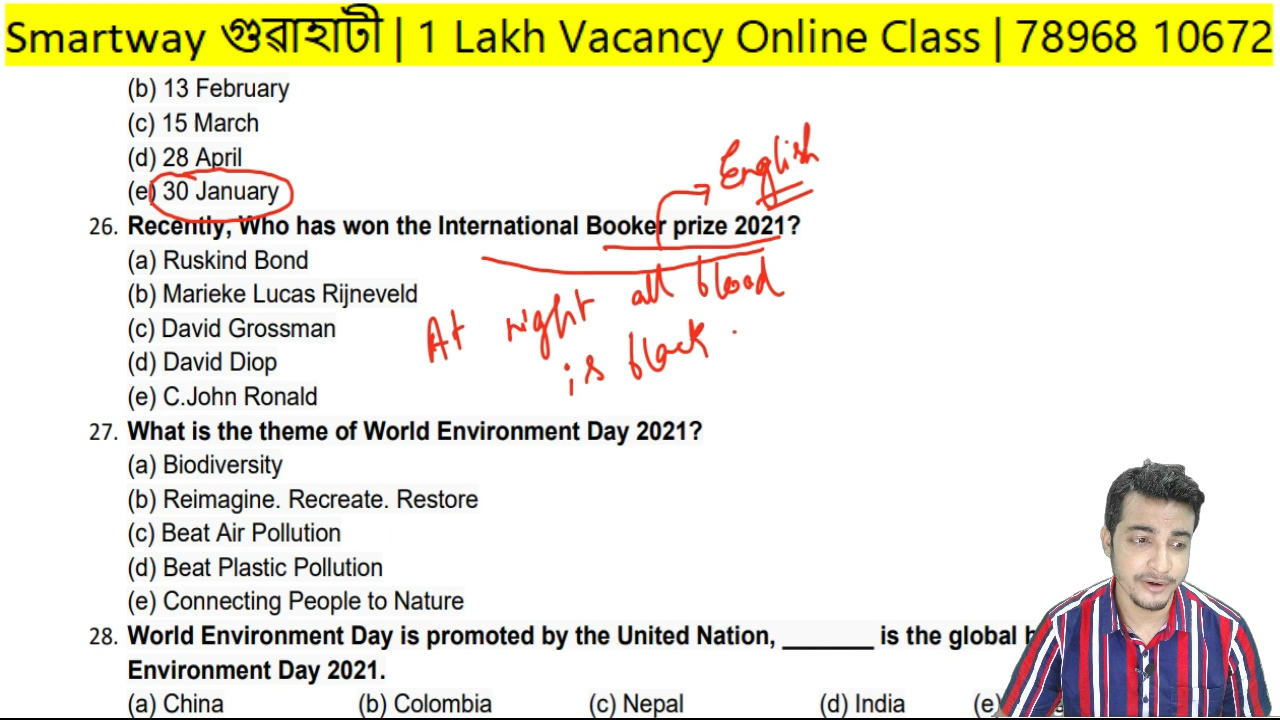 Smartway গুৱাহাটী | 1 Lakh Vacancy Online Class | 78968 10672
(b) 13 February
(c) 15 March
(d) 28 April
(e) 30 January
English
26. Recently, Who has won the International Booker prize 2021?
(a) Ruskind Bond
(b) Marieke Lucas Rijneveld
(c) David Grossman
(d) David Diop
(e) C.John Ronald
At right all blood
is black.
27. What is the theme of World Environment Day 2021?
(a) Biodiversity
(b) Reimagine. Recreate. Restore
(c) Beat Air Pollution
(d) Beat Plastic Pollution
(e) Connecting People to Nature
28. World Environment Day is promoted by the United Nation, _______ is the global
Environment Day 2021.
(a) China (b) Colombia (c) Nepal (d) India (e)